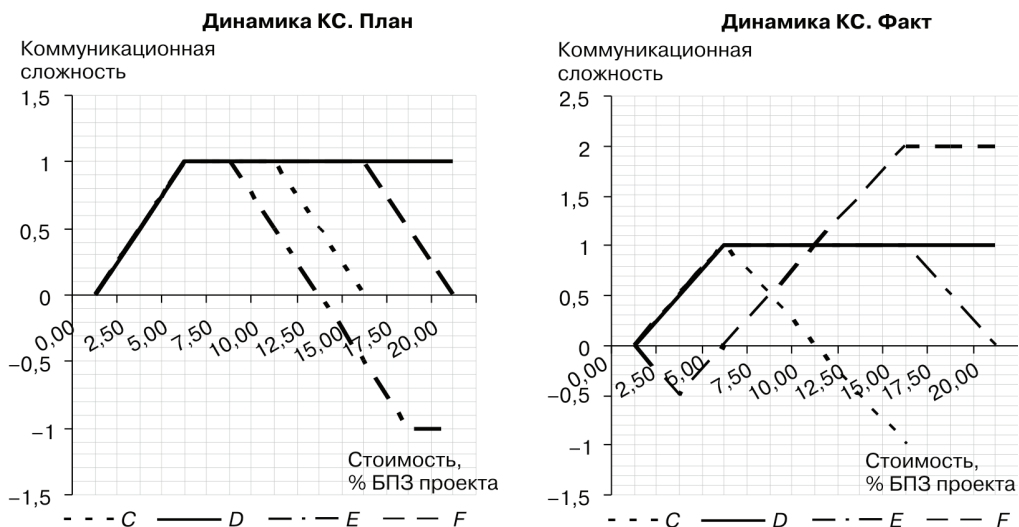 Динамика КС. План
Коммуникационная
сложность
1,5
1
0,5
0
−0,5
−1
−1,5
0,00
2,50
5,00
7,50
10,00
12,50
15,00
17,50
20,00
Стоимость,
% БПЗ проекта
C D E F
Динамика КС. Факт
Коммуникационная
сложность
2,5
2
1,5
1
0,5
0
−0,5
−1
−1,5
0,00
2,50
5,00
7,50
10,00
12,50
15,00
17,50
20,00
Стоимость,
% БПЗ проекта
C D E F